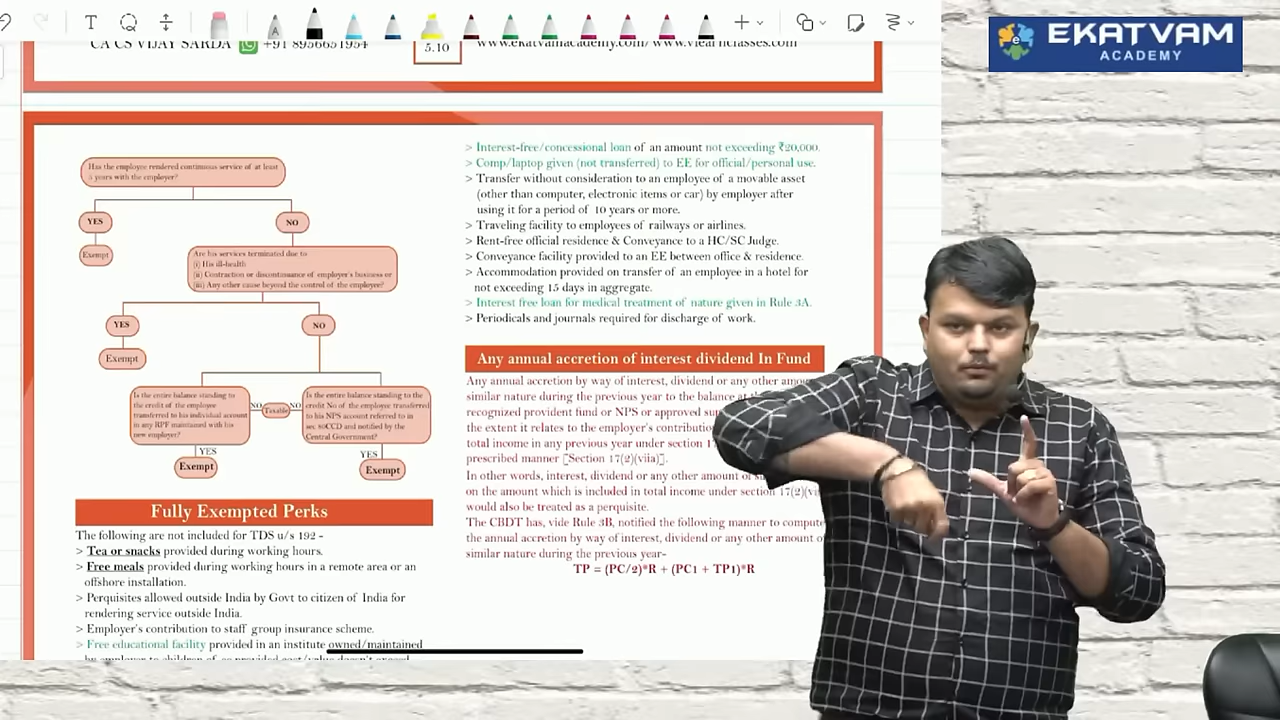 CA CS VIJAY SARDA +91 8956651954
5.10
www.ekatvamacademy.com/ www.vlearnclasses.com
EKATVAM
ACADEMY
Has the employee rendered continuous service of at least
5 years with the employer?
YES
NO
Exempt
Are his services terminated due to
(i) His ill-health
(ii) Contraction or discontinuance of employer's business or
(iii) Any other cause beyond the control of the employee?
YES
NO
Exempt
Is the entire balance standing to
the credit of the employee
transferred to his individual account
in any RPF maintained with his
new employer?
NO
Taxable
NO
Is the entire balance standing to the
credit No of the employee transferred
to his NPS account referred to in
sec 80CCD and notified by the
Central Government?
YES
YES
Exempt
Exempt
Fully Exempted Perks
The following are not included for TDS u/s 192 -
> Tea or snacks provided during working hours.
> Free meals provided during working hours in a remote area or an
offshore installation.
> Perquisites allowed outside India by Govt to citizen of India for
rendering service outside India.
> Employer's contribution to staff group insurance scheme.
> Free educational facility provided in an institute owned/maintained
by employer to children of
> Interest-free/concessional loan of an amount not exceeding ₹20,000.
> Comp/laptop given (not transferred) to EE for official/personal use.
> Transfer without consideration to an employee of a movable asset
(other than computer, electronic items or car) by employer after
using it for a period of 10 years or more.
> Traveling facility to employees of railways or airlines.
> Rent-free official residence & Conveyance to a HC/SC Judge.
> Conveyance facility provided to an EE between office & residence.
> Accommodation provided on transfer of an employee in a hotel for
not exceeding 15 days in aggregate.
> Interest free loan for medical treatment of nature given in Rule 3A.
> Periodicals and journals required for discharge of work.
Any annual accretion of interest dividend In Fund
Any annual accretion by way of interest, dividend or any other
similar nature during the previous year to the balance at
recognized provident fund or NPS or approved
the extent it relates to the employer's
total income in any previous year under section
prescribed manner [Section 17(2)(viia)].
In other words, interest, dividend or any other amount of
on the amount which is included in total income under section
would also be treated as a perquisite.
The CBDT has, vide Rule 3B, notified the following manner to compute
the annual accretion by way of interest, dividend or any other amount of
similar nature during the previous year-
TP = (PC/2)*R + (PC1 + TP1)*R